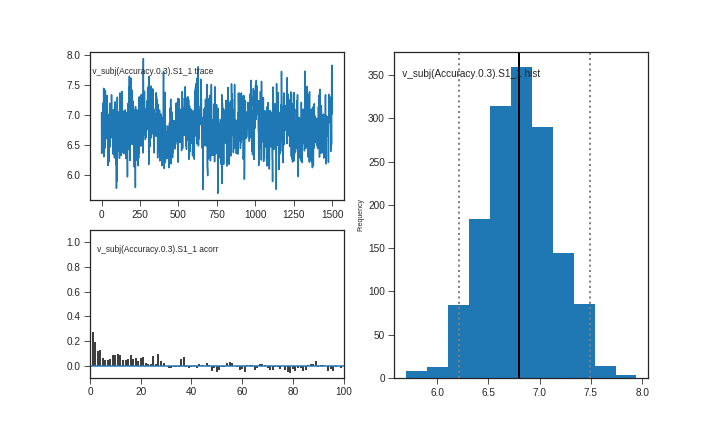 8.0
7.5
7.0
6.5
6.0
v_subj(Accuracy.0.3).S1_1 trace
0 250 500 750 1000 1250 1500
1.0
0.8
0.6
0.4
0.2
0.0
v_subj(Accuracy.0.3).S1_1 acorr
0 20 40 60 80 100
Frequency
350
300
250
200
150
100
50
0
v_subj(Accuracy.0.3).S1_1 hist
6.0 6.5 7.0 7.5 8.0